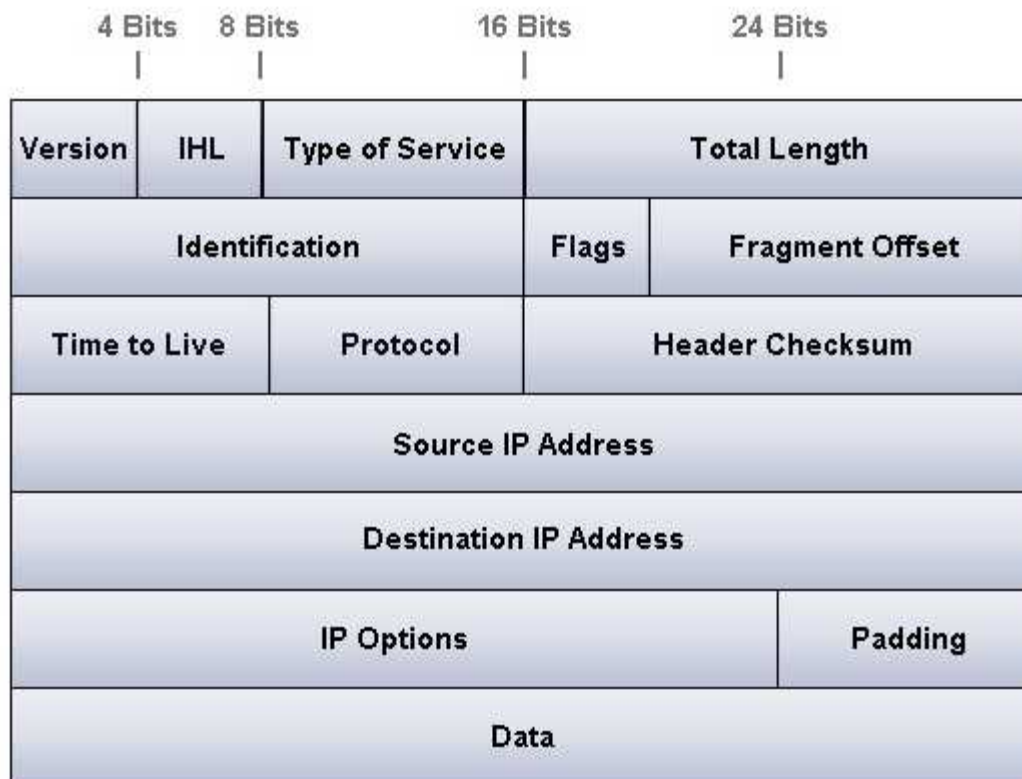 4 Bits 8 Bits 16 Bits 24 Bits
Version IHL Type of Service Total Length
Identification Flags Fragment Offset
Time to Live Protocol Header Checksum
Source IP Address
Destination IP Address
IP Options Padding
Data